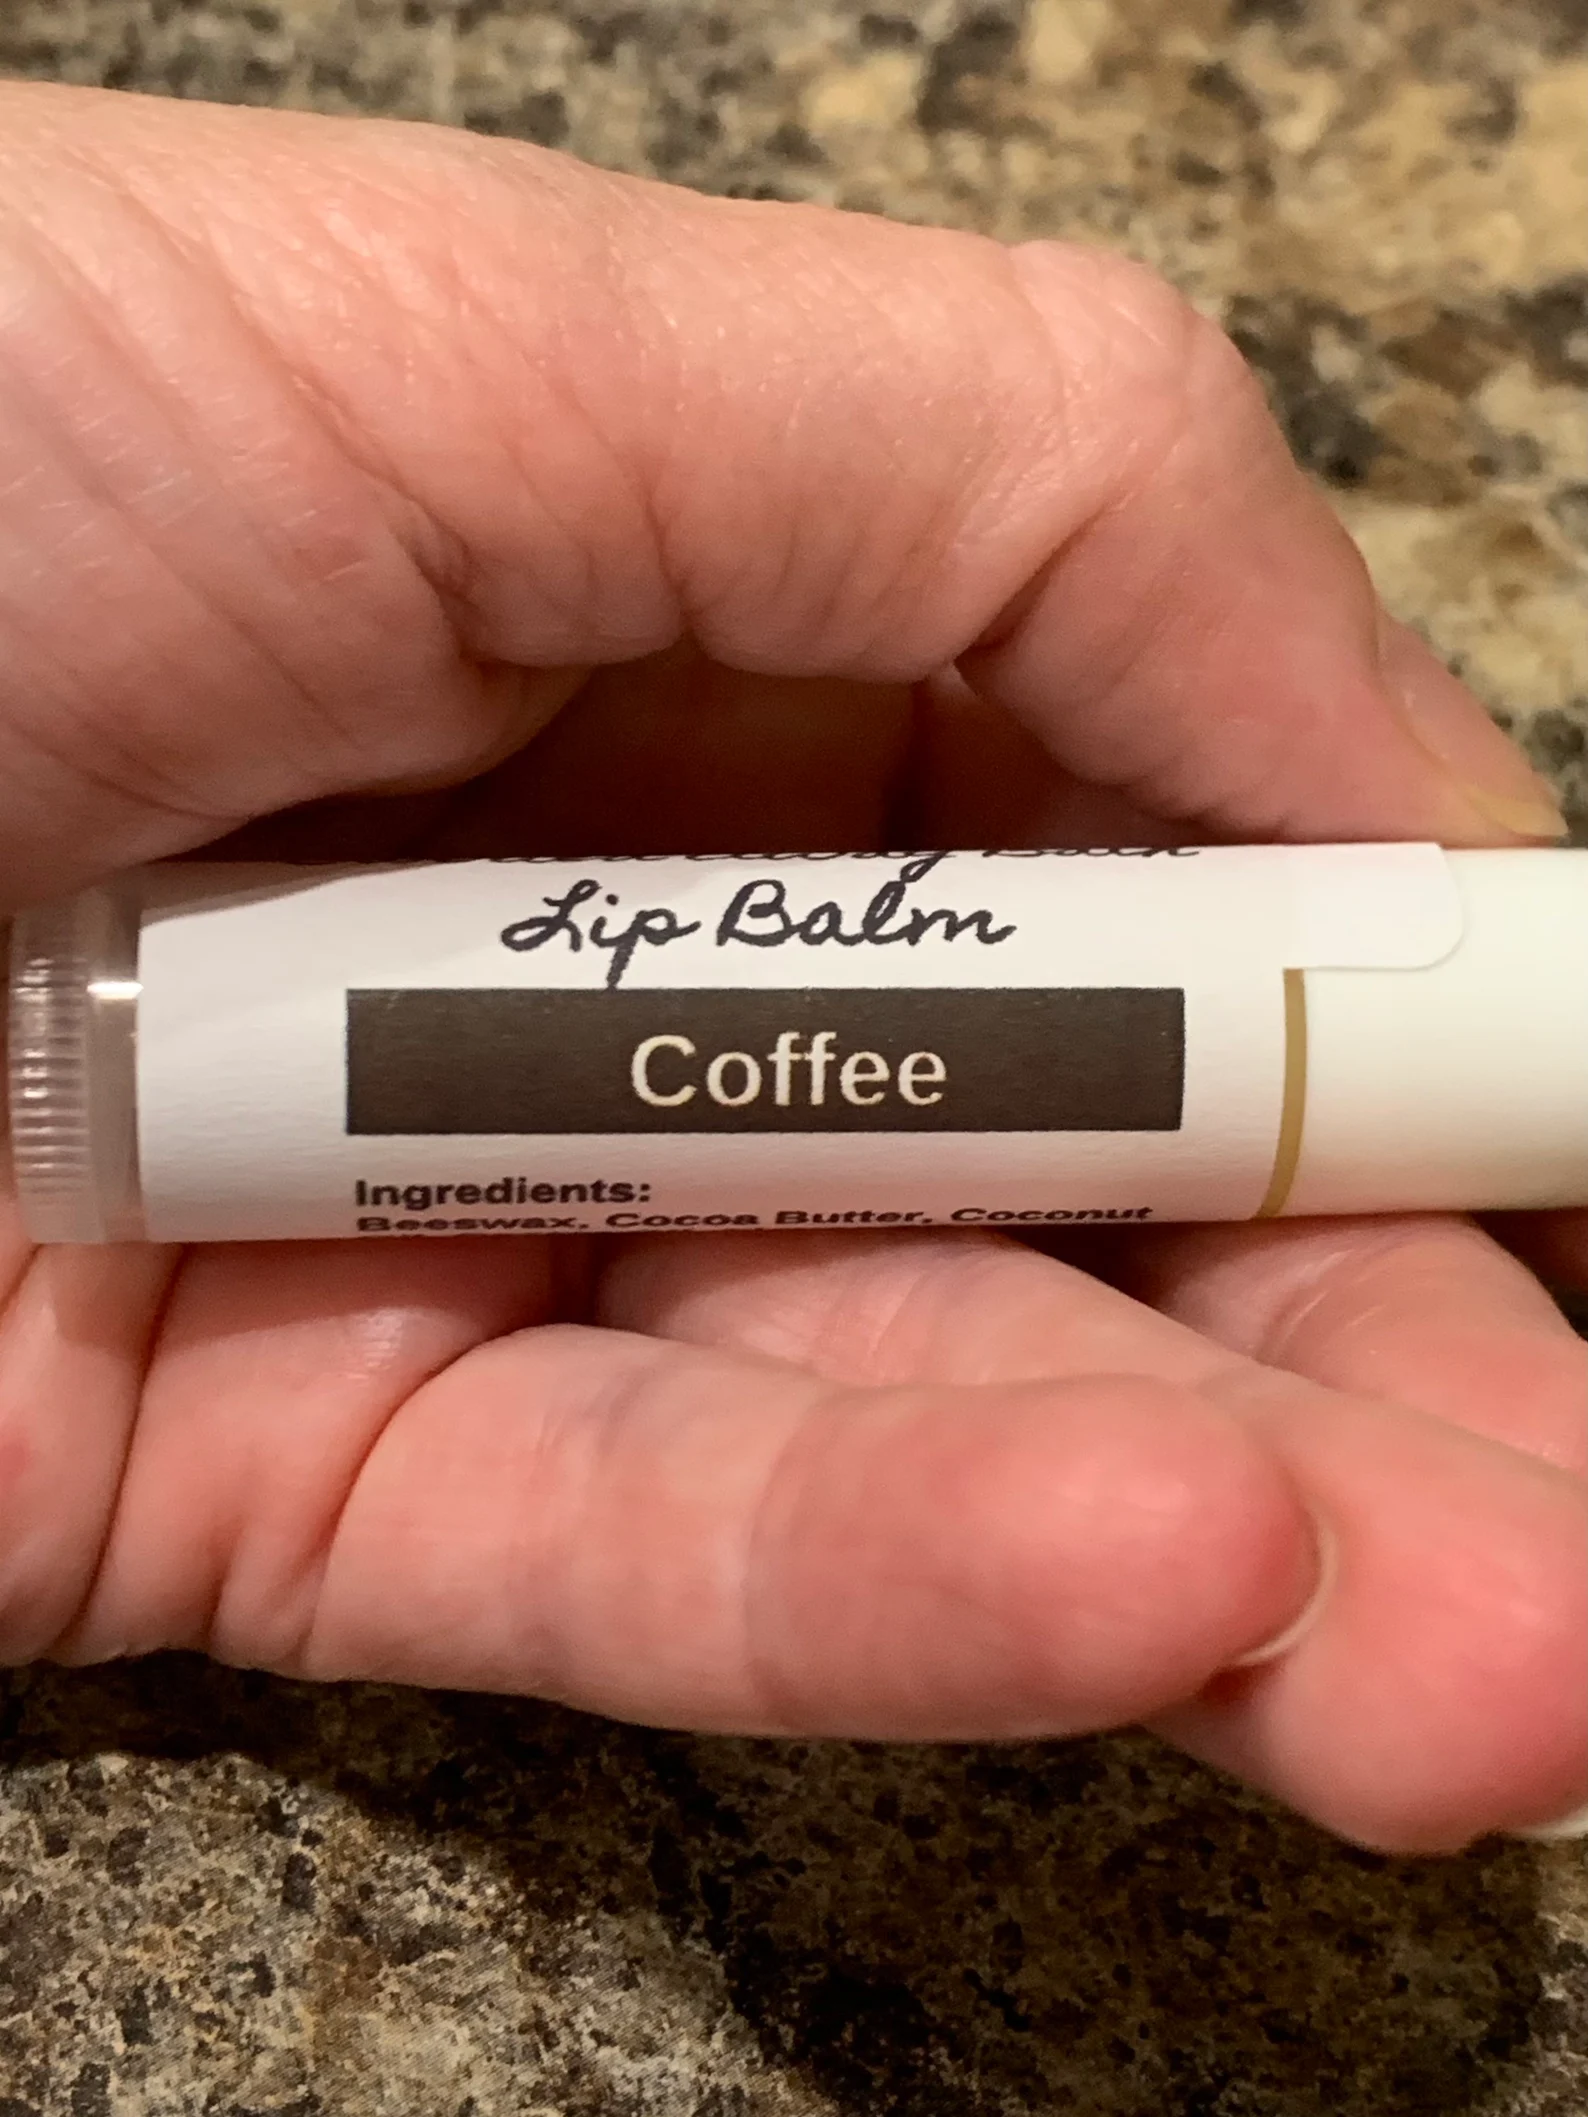 Lip Balm
Coffee
Ingredients:
Beeswax, Cocoa Butter, Coconut